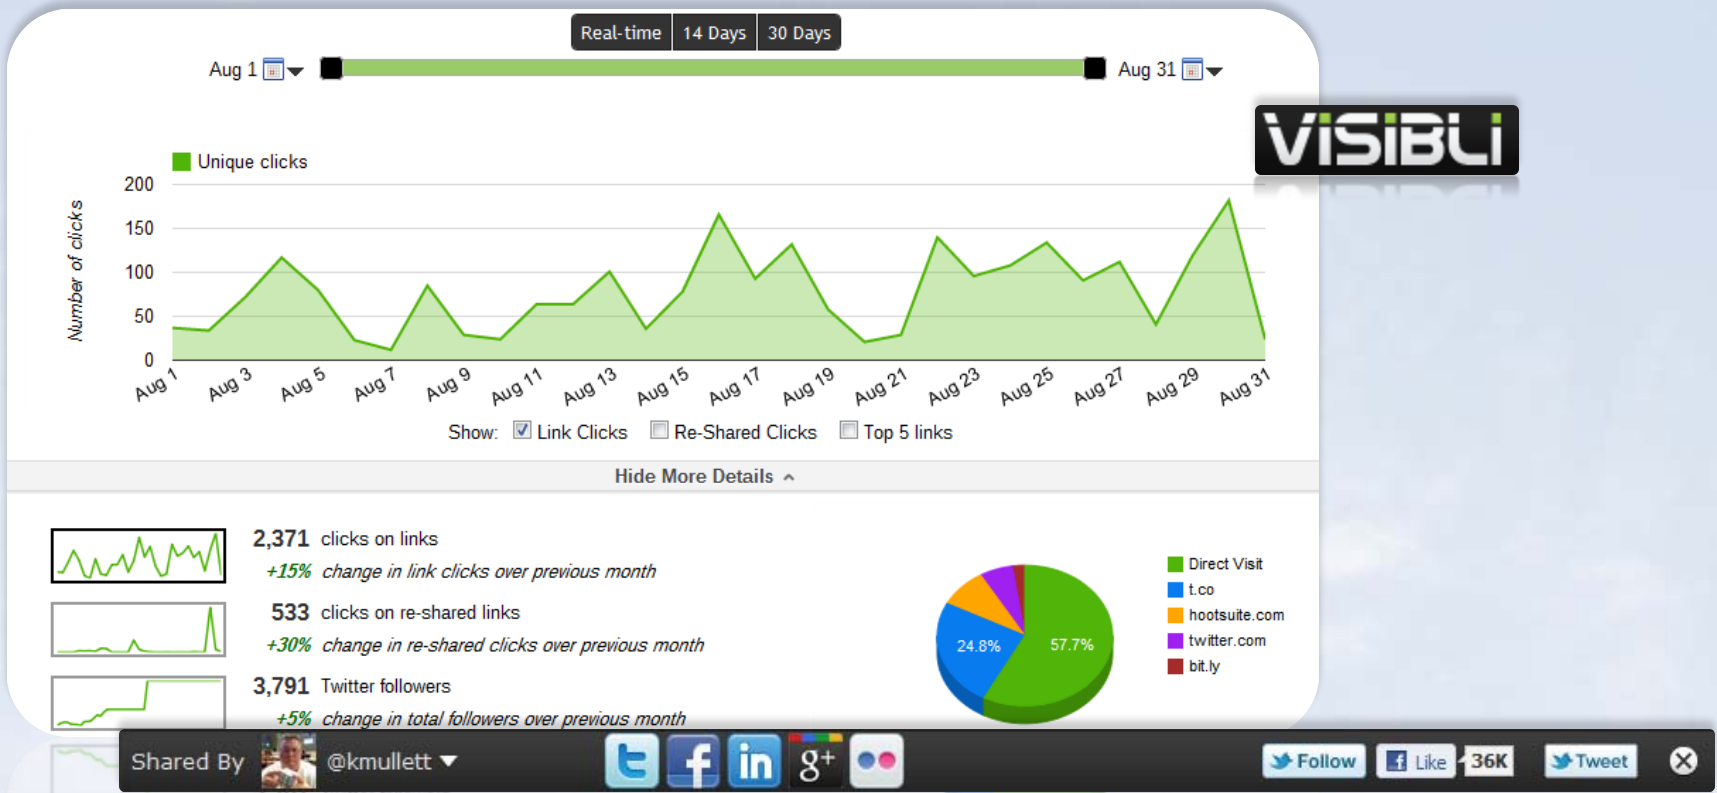 Real-time 14 Days 30 Days
Aug 1 Aug 31
ViSiBLi
Unique clicks
Number of clicks
200
150
100
50
0
Aug 1 Aug 3 Aug 5 Aug 7 Aug 9 Aug 11 Aug 13 Aug 15 Aug 17 Aug 19 Aug 21 Aug 23 Aug 25 Aug 27 Aug 29 Aug 31
Show: Link Clicks Re-Shared Clicks Top 5 links
Hide More Details
2,371 clicks on links
+15% change in link clicks over previous month
533 clicks on re-shared links
+30% change in re-shared clicks over previous month
3,791 Twitter followers
+5% change in total followers over previous month
24.8% 57.7%
Direct Visit
t.co
hootsuite.com
twitter.com
bit.ly
Shared By @kmullett t f in g+ Follow f Like 36K Tweet